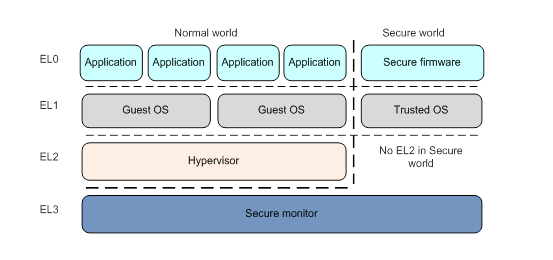 Normal world
Secure world
EL0
Application
Application
Application
Application
Secure firmware
EL1
Guest OS
Guest OS
Trusted OS
EL2
Hypervisor
No EL2 in Secure
world
EL3
Secure monitor